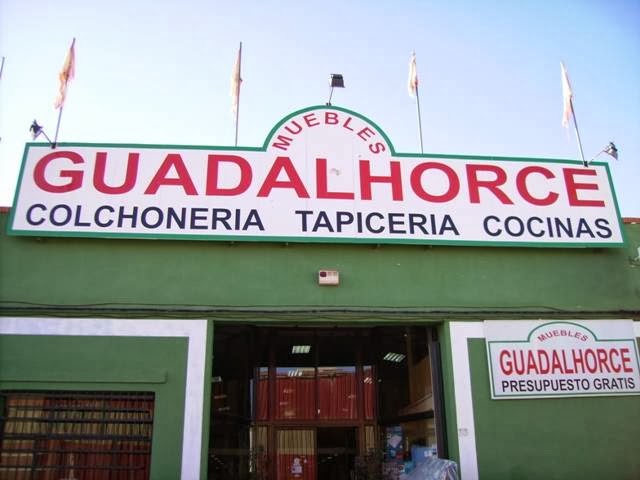 MUEBLES
GUADALHORCE
COLCHONERIA TAPICERIA COCINAS
MUEBLES
GUADALHORCE
PRESUPUESTO GRATIS